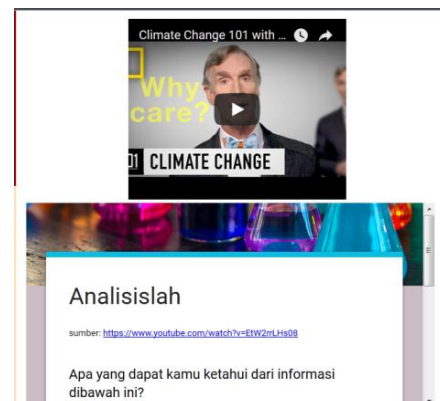 Climate Change 101 with ...
Why
care?
01 CLIMATE CHANGE
Analisislah
sumber: https://www.youtube.com/watch?v=EtW2rrLHs08
Apa yang dapat kamu ketahui dari informasi
dibawah ini?